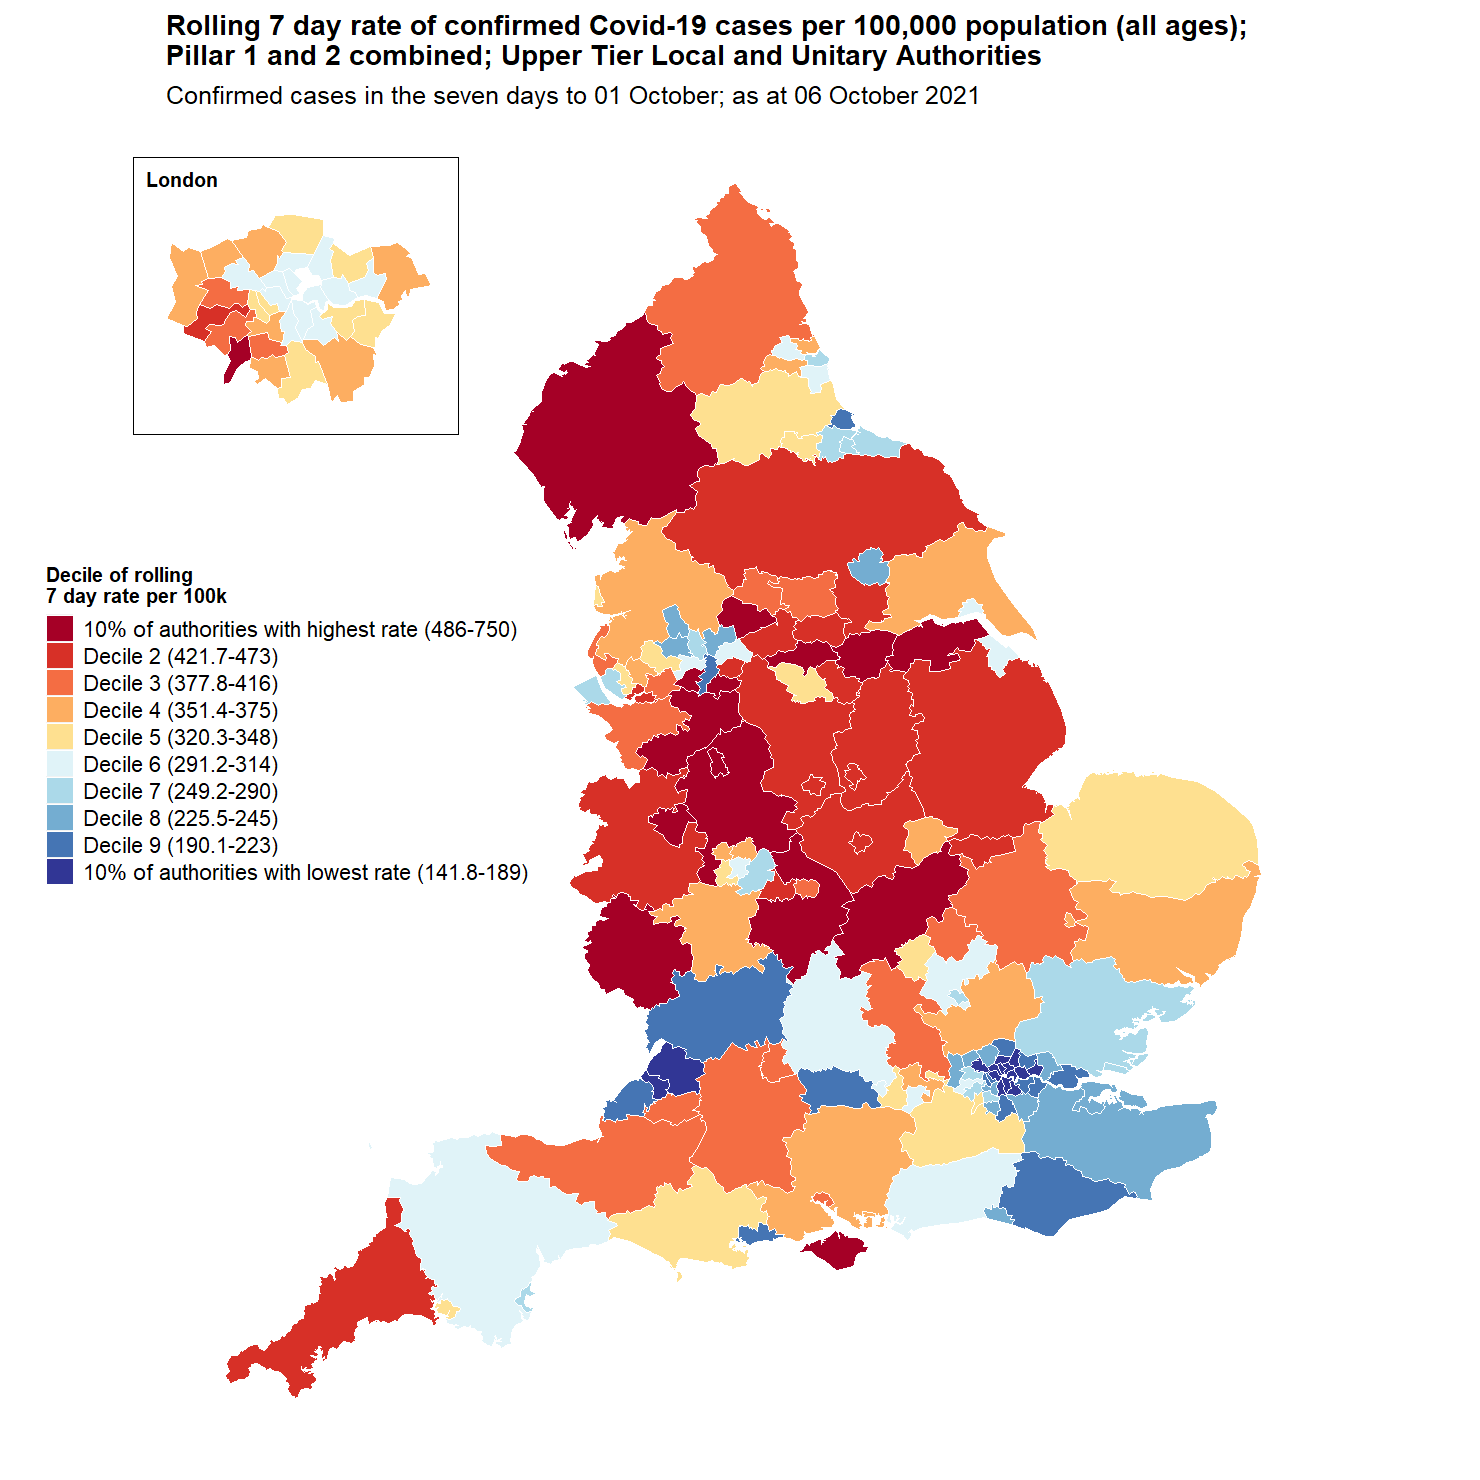 Rolling 7 day rate of confirmed Covid-19 cases per 100,000 population (all ages);
Pillar 1 and 2 combined; Upper Tier Local and Unitary Authorities
Confirmed cases in the seven days to 01 October; as at 06 October 2021
London
Decile of rolling
7 day rate per 100k
10% of authorities with highest rate (486-750)
Decile 2 (421.7-473)
Decile 3 (377.8-416)
Decile 4 (351.4-375)
Decile 5 (320.3-348)
Decile 6 (291.2-314)
Decile 7 (249.2-290)
Decile 8 (225.5-245)
Decile 9 (190.1-223)
10% of authorities with lowest rate (141.8-189)